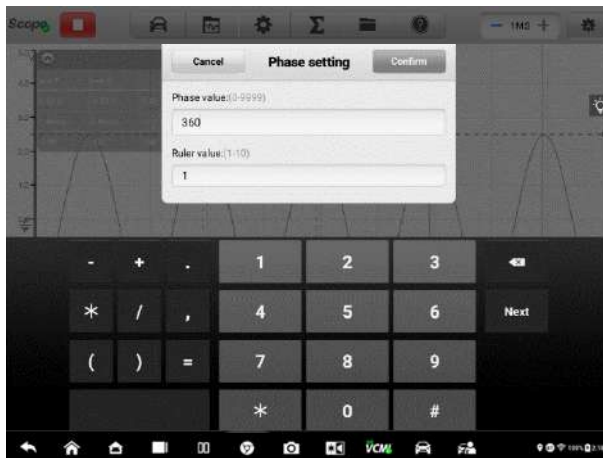 Scope
1MS
Cancel
Phase setting
Confirm
Phase value:(0-9999)
360
Ruler value:(1-10)
1
- + . 1 2 3
* / , 4 5 6 Next
( ) = 7 8 9
* 0 #
VCMI